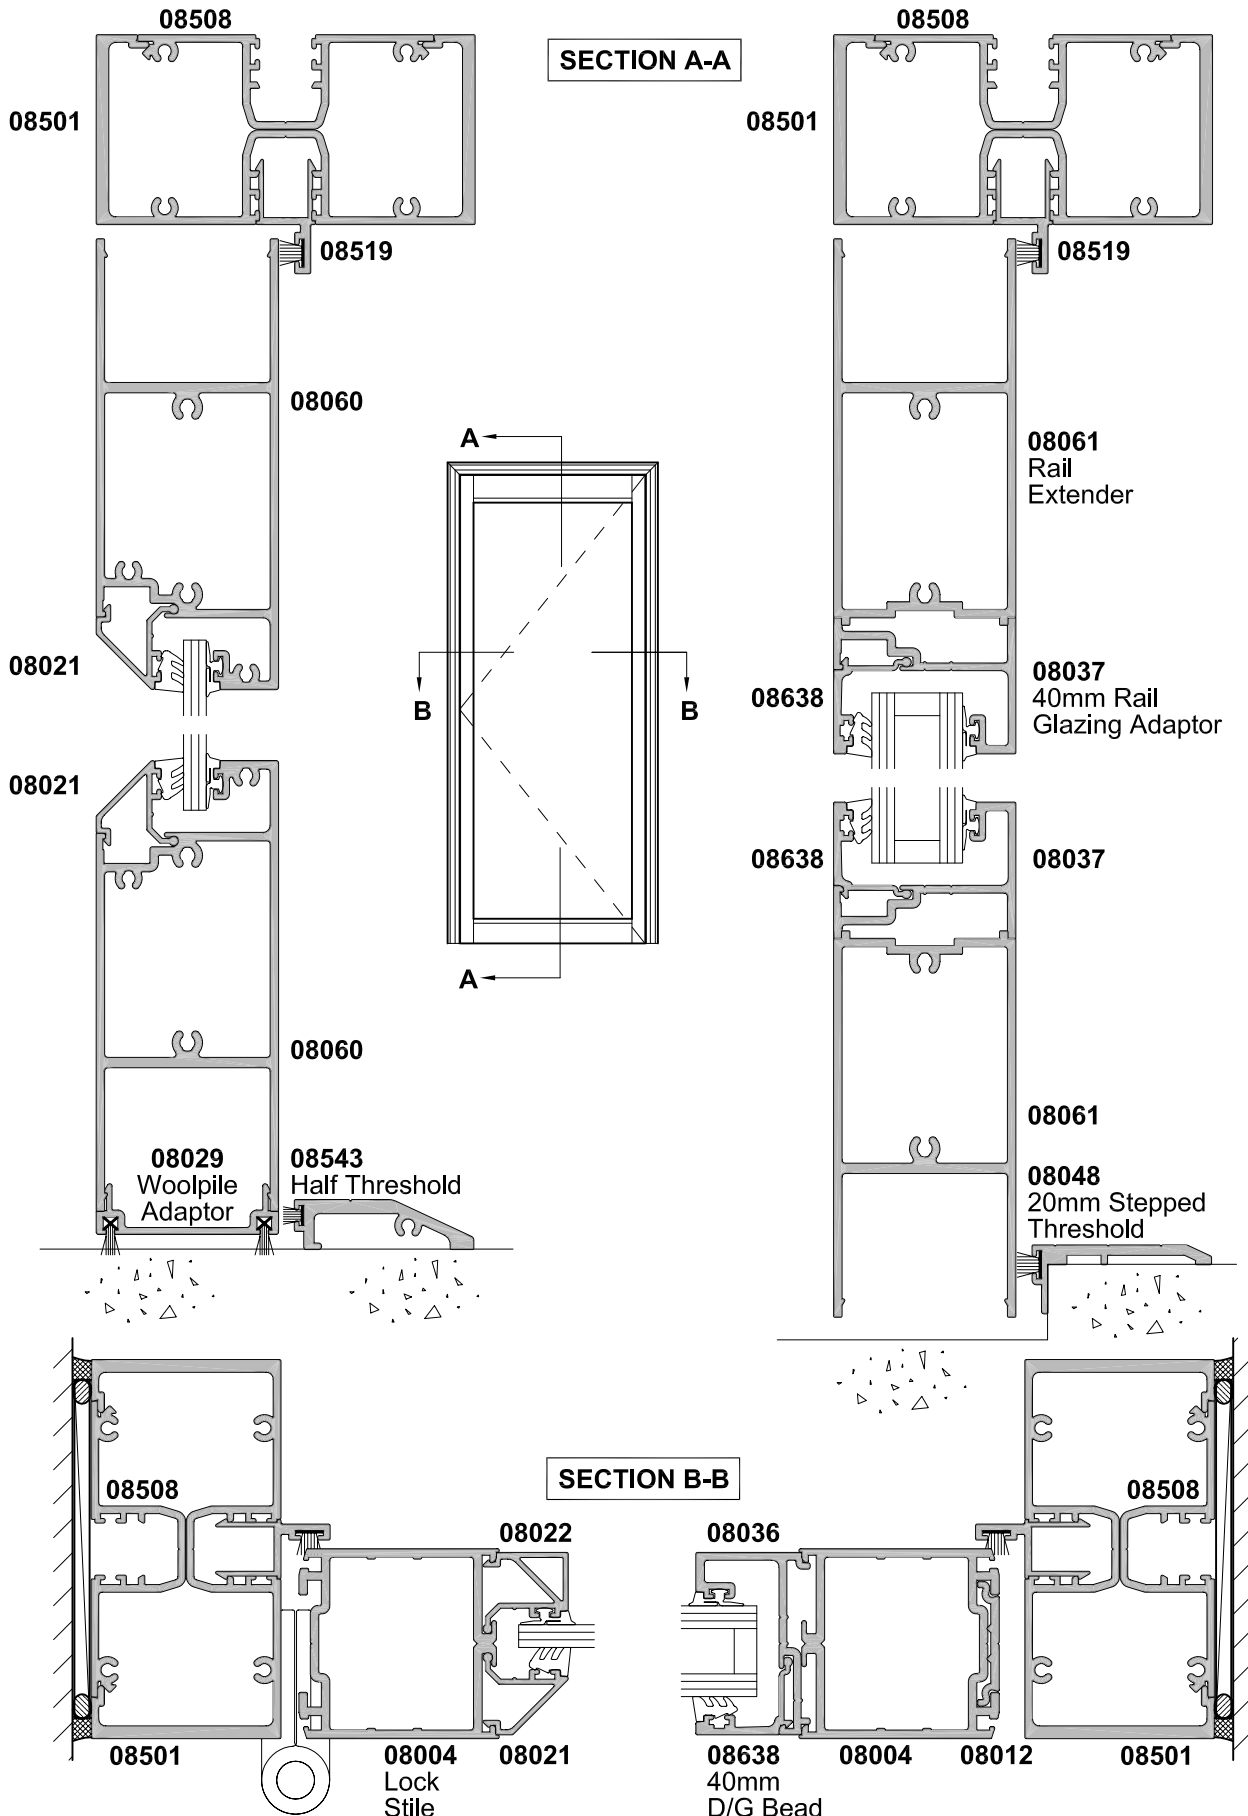 08508
08508
SECTION A-A
08501
08501
08519
08519
08060
A
08061
Rail
Extender
08021
B
B
08638
08037
40mm Rail
Glazing Adaptor
08021
08638
08037
A
08060
08061
08029
Woolpile
Adaptor
08543
Half Threshold
08048
20mm Stepped
Threshold
SECTION B-B
08508
08508
08022
08036
08501
08004
Lock
Stile
08021
08638
40mm
D/G Bead
08004
08012
08501